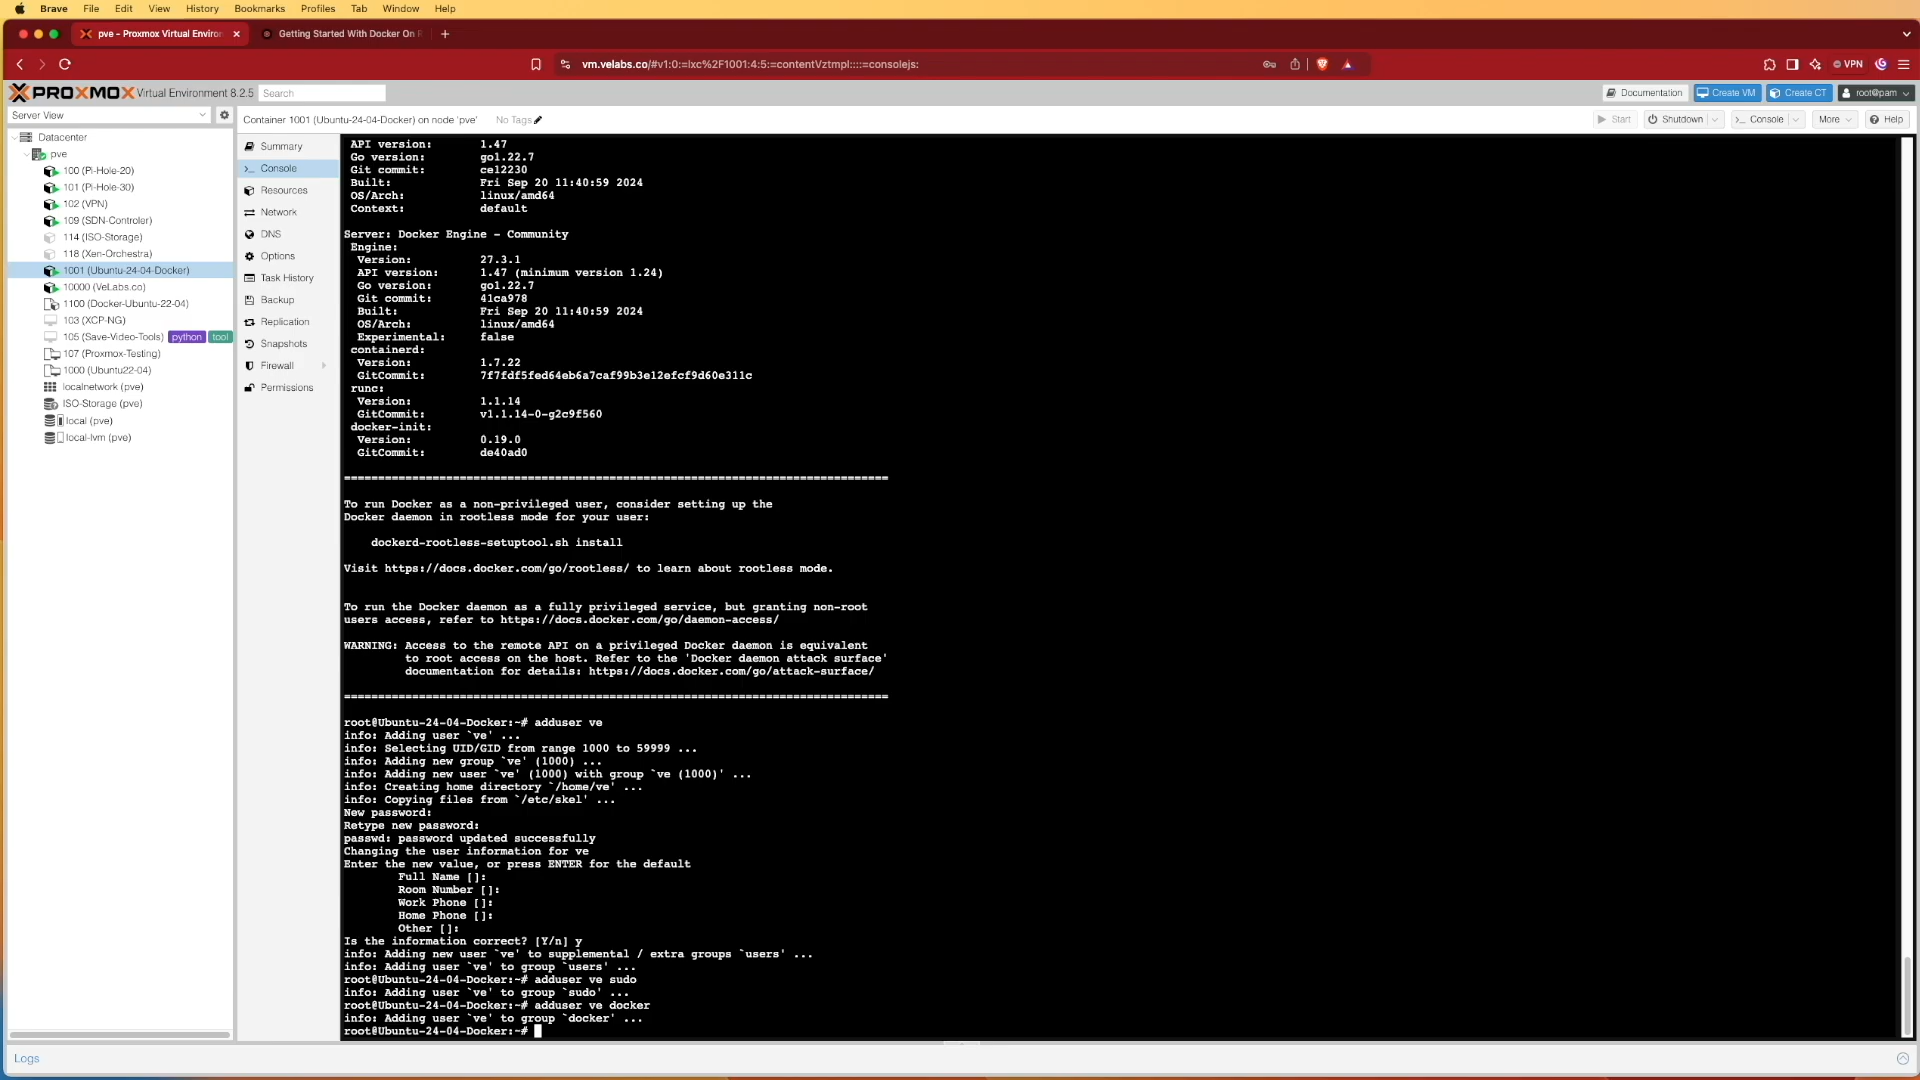 Brave File Edit View History Bookmarks Profiles Tab Window Help
pve - Proxmox Virtual Environ
Getting Started With Docker On
vm.velabs.co/#v1:0:=lxc%2F1001:4:5:=contentVztmpl::::=consolejs:
VPN
PROXMOX Virtual Environment 8.2.5 Search
Documentation Create VM Create CT root@pam
Server View
Container 1001 (Ubuntu-24-04-Docker) on node 'pve' No Tags
Start Shutdown Console More Help
Datacenter
pve
100 (Pi-Hole-20)
101 (Pi-Hole-30)
102 (VPN)
109 (SDN-Controler)
114 (ISO-Storage)
118 (Xen-Orchestra)
1001 (Ubuntu-24-04-Docker)
10000 (VeLabs.co)
1100 (Docker-Ubuntu-22-04)
103 (XCP-NG)
105 (Save-Video-Tools) python tool
107 (Proxmox-Testing)
1000 (Ubuntu22-04)
localnetwork (pve)
ISO-Storage (pve)
local (pve)
local-lvm (pve)
Summary
Console
Resources
Network
DNS
Options
Task History
Backup
Replication
Snapshots
Firewall
Permissions
API version: 1.47
Go version: go1.22.7
Git commit: ce12230
Built: Fri Sep 20 11:40:59 2024
OS/Arch: linux/amd64
Context: default
Server: Docker Engine - Community
Engine:
Version: 27.3.1
API version: 1.47 (minimum version 1.24)
Go version: go1.22.7
Git commit: 41ca978
Built: Fri Sep 20 11:40:59 2024
OS/Arch: linux/amd64
Experimental: false
containerd:
Version: 1.7.22
GitCommit: 7f7fdf5fed64eb6a7caf99b3e12efcf9d60e311c
runc:
Version: 1.1.14
GitCommit: v1.1.14-0-g2c9f560
docker-init:
Version: 0.19.0
GitCommit: de40ad0
================================================================================
To run Docker as a non-privileged user, consider setting up the
Docker daemon in rootless mode for your user:
dockerd-rootless-setuptool.sh install
Visit https://docs.docker.com/go/rootless/ to learn about rootless mode.
To run the Docker daemon as a fully privileged service, but granting non-root
users access, refer to https://docs.docker.com/go/daemon-access/
WARNING: Access to the remote API on a privileged Docker daemon is equivalent
to root access on the host. Refer to the 'Docker daemon attack surface'
documentation for details: https://docs.docker.com/go/attack-surface/
================================================================================
root@Ubuntu-24-04-Docker:~# adduser ve
info: Adding user `ve' ...
info: Selecting UID/GID from range 1000 to 59999 ...
info: Adding new group `ve' (1000) ...
info: Adding new user `ve' (1000) with group `ve (1000)' ...
info: Creating home directory `/home/ve' ...
info: Copying files from `/etc/skel' ...
New password:
Retype new password:
passwd: password updated successfully
Changing the user information for ve
Enter the new value, or press ENTER for the default
Full Name []:
Room Number []:
Work Phone []:
Home Phone []:
Other []:
Is the information correct? [Y/n] y
info: Adding new user `ve' to supplemental / extra groups `users' ...
info: Adding user `ve' to group `users' ...
root@Ubuntu-24-04-Docker:~# adduser ve sudo
info: Adding user `ve' to group `sudo' ...
root@Ubuntu-24-04-Docker:~# adduser ve docker
info: Adding user `ve' to group `docker' ...
root@Ubuntu-24-04-Docker:~#
Logs